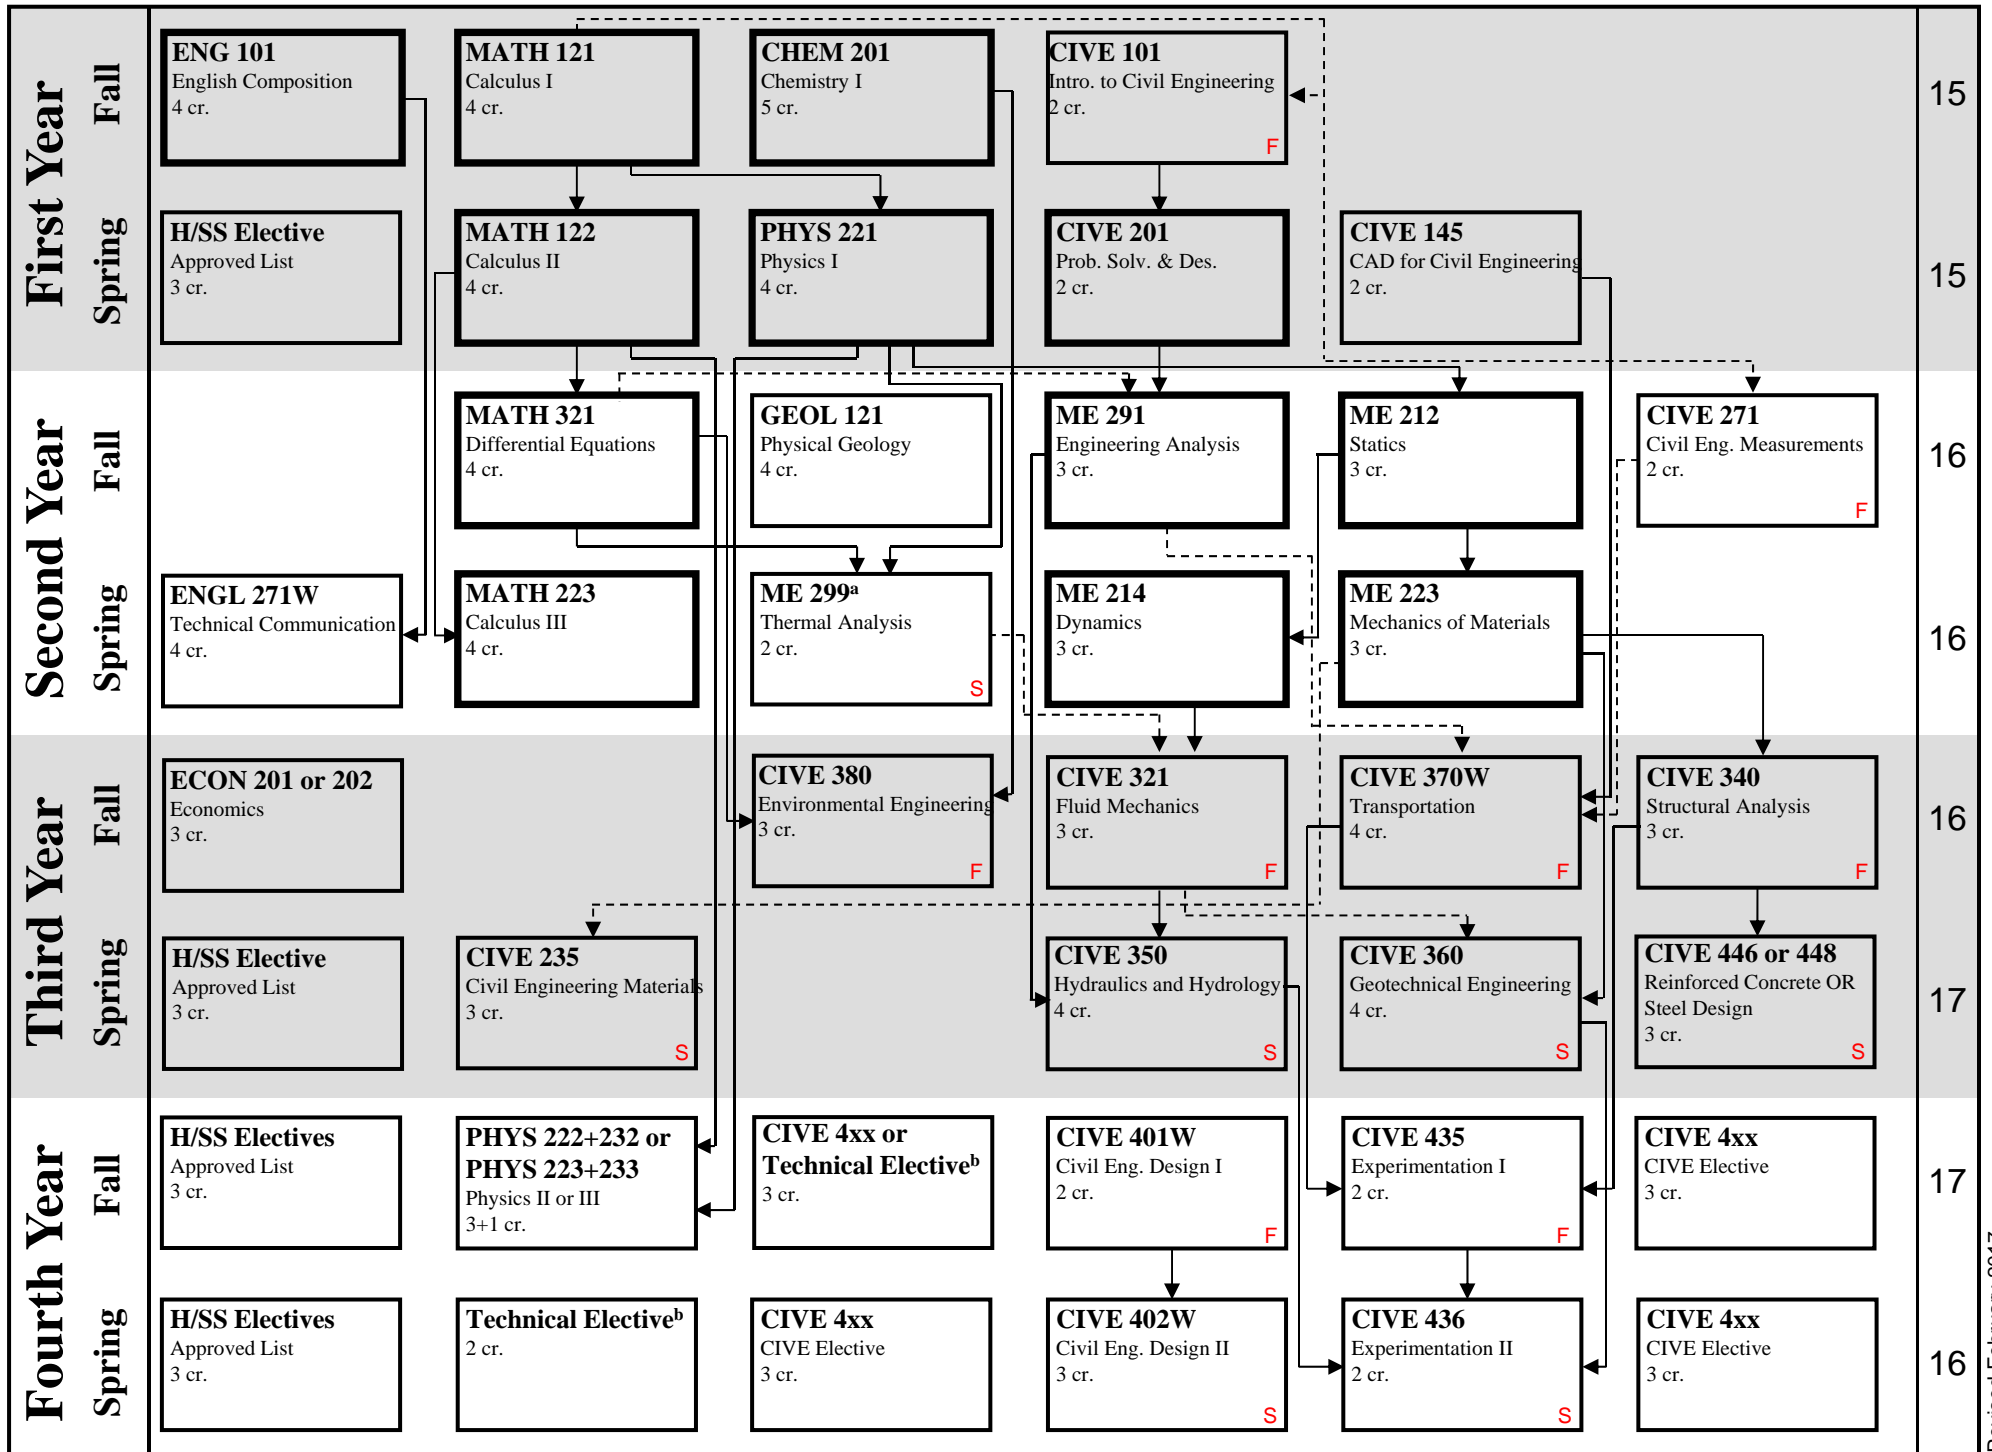 First Year
Fall
ENG 101
English Composition
4 cr.
MATH 121
Calculus I
4 cr.
CHEM 201
Chemistry I
5 cr.
CIVE 101
Intro. to Civil Engineering
2 cr.
F
15
Spring
H/SS Elective
Approved List
3 cr.
MATH 122
Calculus II
4 cr.
PHYS 221
Physics I
4 cr.
CIVE 201
Prob. Solv. & Des.
2 cr.
CIVE 145
CAD for Civil Engineering
2 cr.
15
Second Year
Fall
MATH 321
Differential Equations
4 cr.
GEOL 121
Physical Geology
4 cr.
ME 291
Engineering Analysis
3 cr.
ME 212
Statics
3 cr.
CIVE 271
Civil Eng. Measurements
2 cr.
F
16
Spring
ENGL 271W
Technical Communication
4 cr.
MATH 223
Calculus III
4 cr.
ME 299a
Thermal Analysis
2 cr.
S
ME 214
Dynamics
3 cr.
ME 223
Mechanics of Materials
3 cr.
16
Third Year
Fall
ECON 201 or 202
Economics
3 cr.
CIVE 380
Environmental Engineering
3 cr.
F
CIVE 321
Fluid Mechanics
3 cr.
F
CIVE 370W
Transportation
4 cr.
F
CIVE 340
Structural Analysis
3 cr.
F
16
Spring
H/SS Elective
Approved List
3 cr.
CIVE 235
Civil Engineering Materials
3 cr.
S
CIVE 350
Hydraulics and Hydrology
4 cr.
S
CIVE 360
Geotechnical Engineering
4 cr.
S
CIVE 446 or 448
Reinforced Concrete OR
Steel Design
3 cr.
S
17
Fourth Year
Fall
H/SS Electives
Approved List
3 cr.
PHYS 222+232 or
PHYS 223+233
Physics II or III
3+1 cr.
CIVE 4xx or
Technical Electiveb
3 cr.
CIVE 401W
Civil Eng. Design I
2 cr.
F
CIVE 435
Experimentation I
2 cr.
F
CIVE 4xx
CIVE Elective
3 cr.
17
Spring
H/SS Electives
Approved List
3 cr.
Technical Electiveb
2 cr.
CIVE 4xx
CIVE Elective
3 cr.
CIVE 402W
Civil Eng. Design II
3 cr.
S
CIVE 436
Experimentation II
2 cr.
S
CIVE 4xx
CIVE Elective
3 cr.
16
Revised February 2017